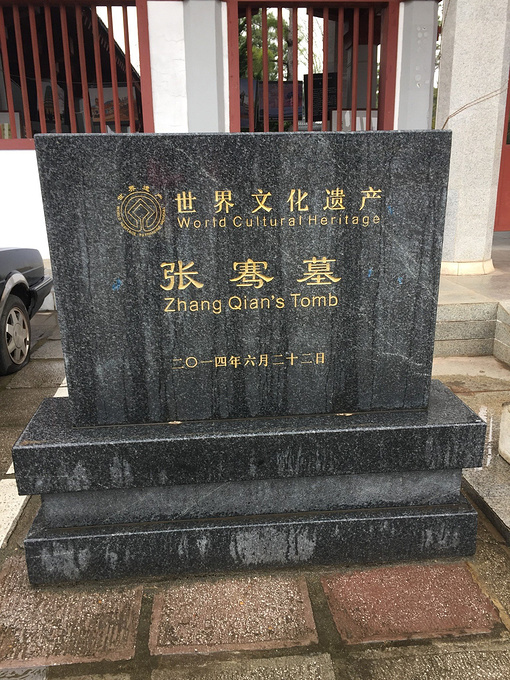 世界文化遗产
World Cultural Heritage
张骞墓
Zhang Qian's Tomb
二〇一四年六月二十二日